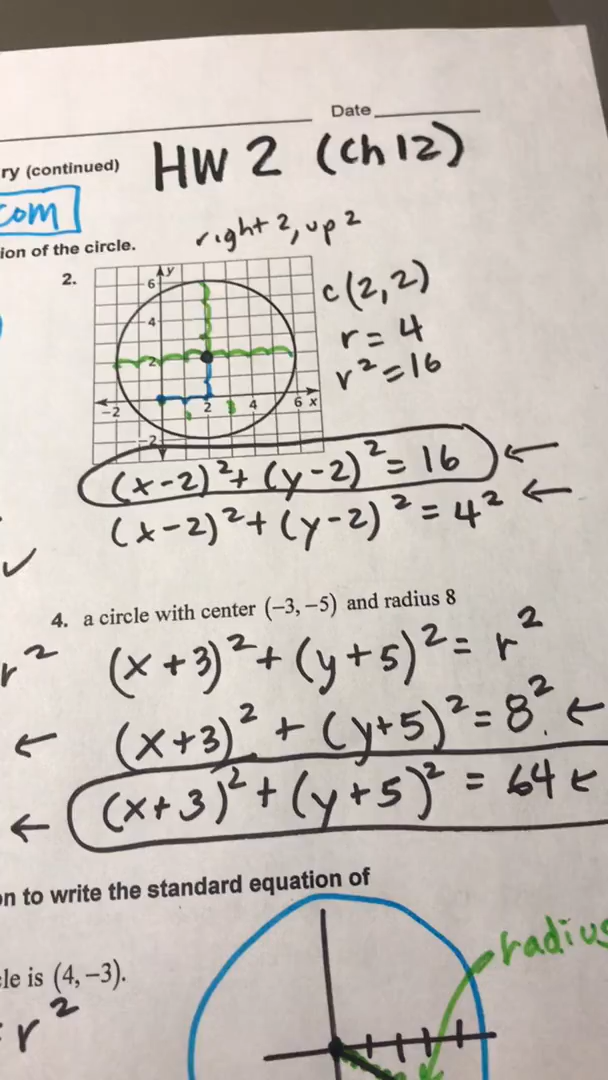 Date
ry (continued) HW 2 (Ch 12)
com
ion of the circle.
right 2, up 2
2.
y
6
4
2
-2 2 4 6 x
-2
c(2,2)
r = 4
r² = 16
(x-2)² + (y-2)² = 16 ←
(x-2)² + (y-2)² = 4² ←
✓
4. a circle with center (−3, −5) and radius 8
r² (x+3)² + (y+5)² = r²
← (x+3)² + (y+5)² = 8² ←
← (x+3)² + (y+5)² = 64 ←
on to write the standard equation of
radius
cle is (4, −3).
= r²